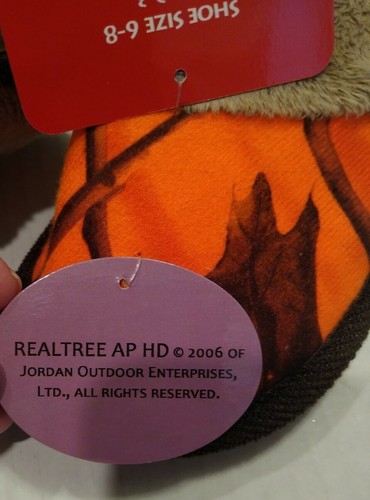 SHOE SIZE 6-8
REALTREE AP HD © 2006 OF
JORDAN OUTDOOR ENTERPRISES,
LTD., ALL RIGHTS RESERVED.